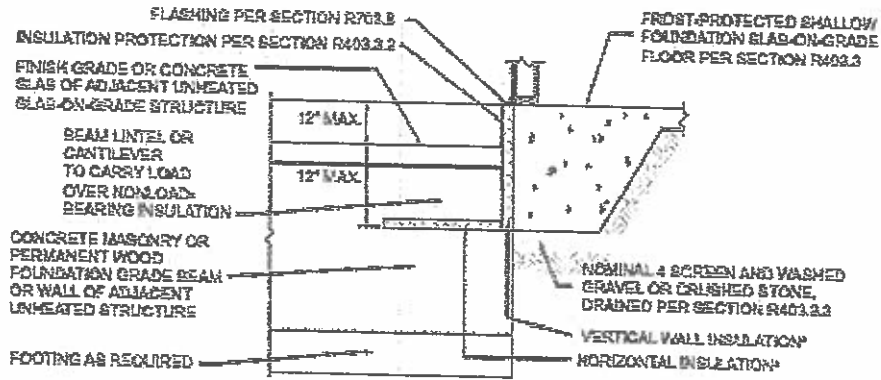 FLASHING PER SECTION R703.8
INSULATION PROTECTION PER SECTION R403.3.2
FINISH GRADE OR CONCRETE
SLAB OF ADJACENT UNHEATED
SLAB-ON-GRADE STRUCTURE
BEAM LINTEL OR
CANTILEVER
TO CARRY LOAD
OVER NONLOAD-
BEARING INSULATION
CONCRETE MASONRY OR
PERMANENT WOOD
FOUNDATION GRADE BEAM
OR WALL OF ADJACENT
UNHEATED STRUCTURE
FOOTING AS REQUIRED
12" MAX.
12" MAX.
FROST-PROTECTED SHALLOW
FOUNDATION SLAB-ON-GRADE
FLOOR PER SECTION R403.3
NOMINAL 4 SCREEN AND WASHED
GRAVEL OR CRUSHED STONE,
DRAINED PER SECTION R403.3.3
VERTICAL WALL INSULATIONᵃ
HORIZONTAL INSULATIONᵃ